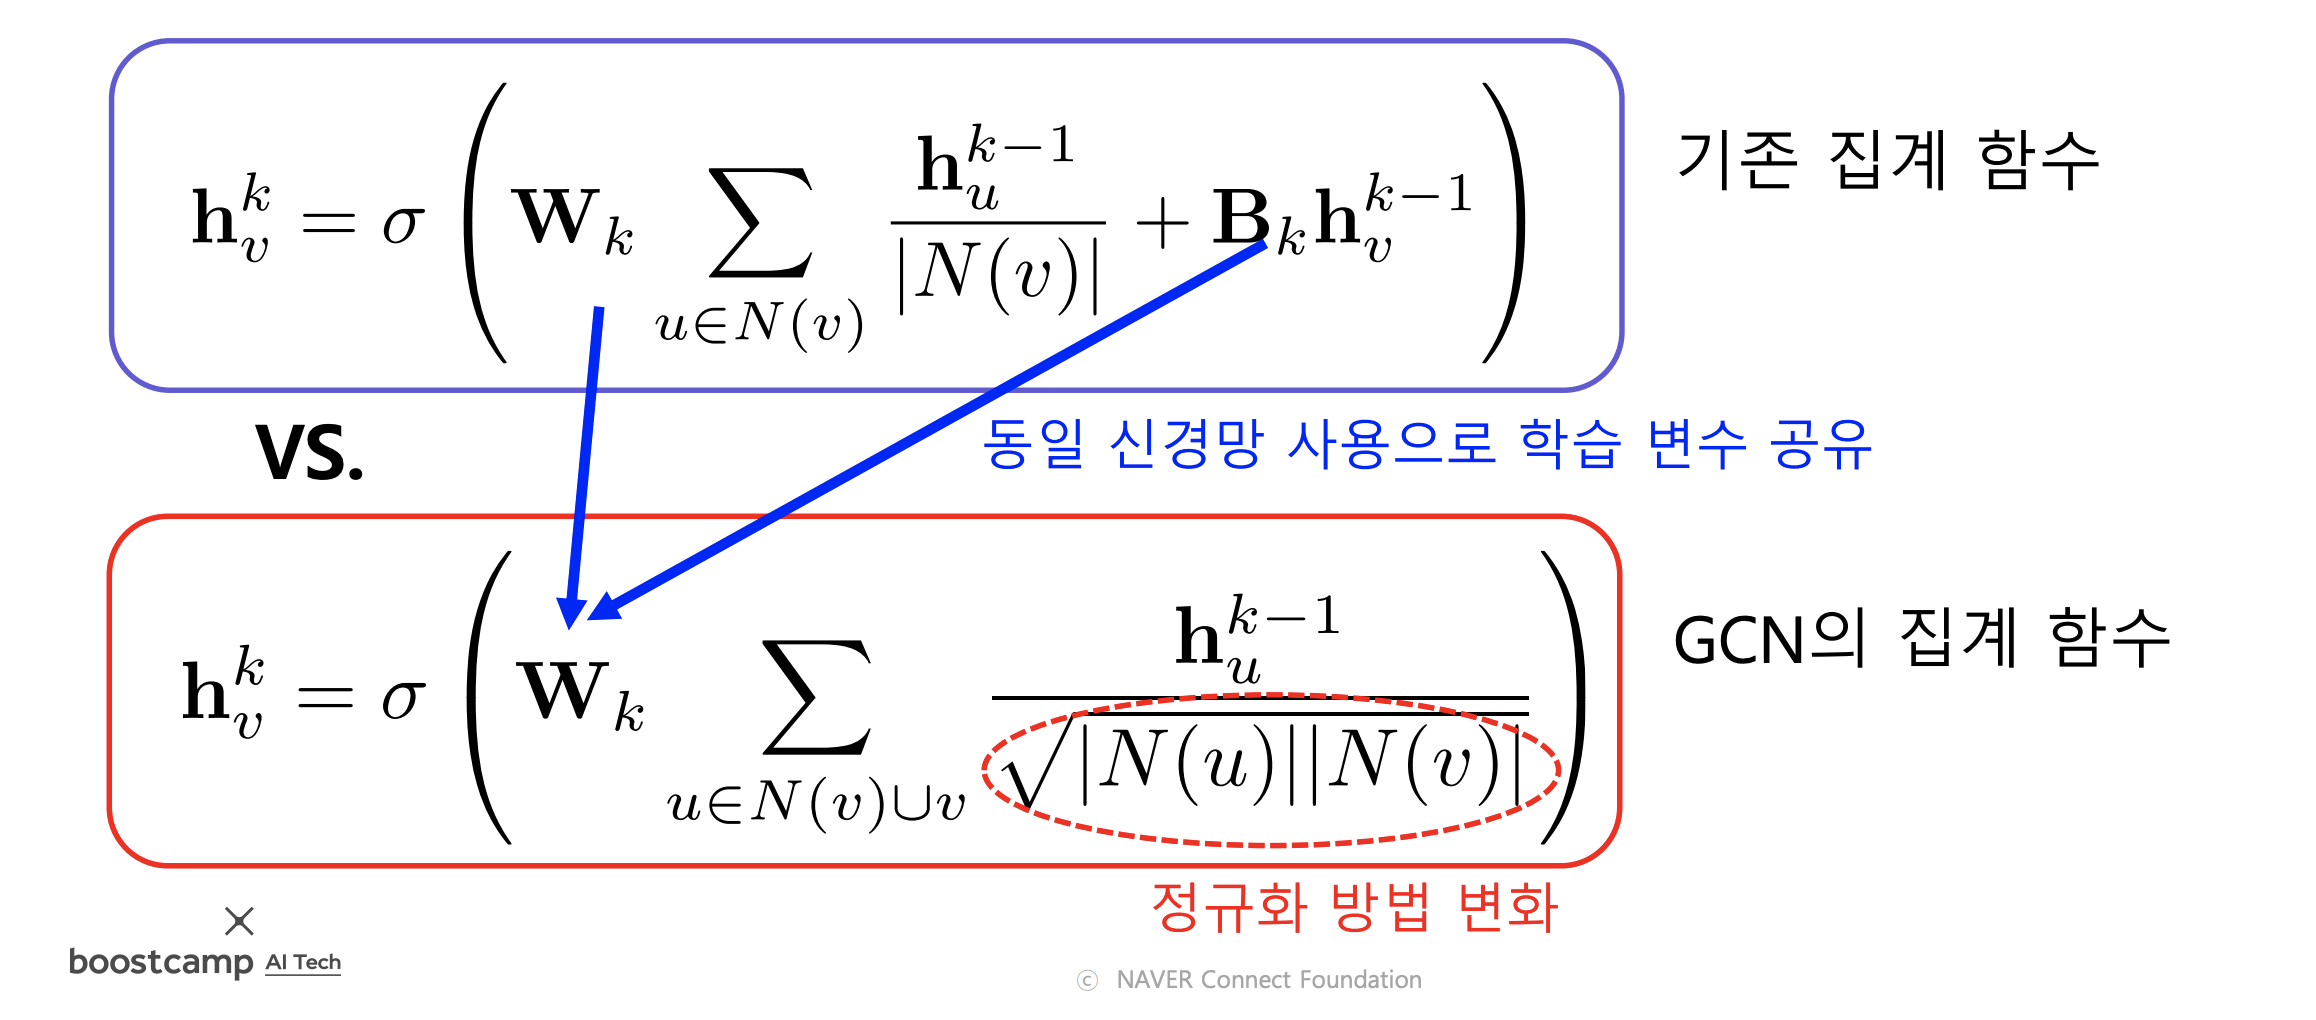 $\mathbf{h}_v^k = \sigma \left( \mathbf{W}_k \sum_{u \in N(v)} \frac{\mathbf{h}_u^{k-1}}{|N(v)|} + \mathbf{B}_k \mathbf{h}_v^{k-1} \right)$
기존 집계 함수
VS.
동일 신경망 사용으로 학습 변수 공유
$\mathbf{h}_v^k = \sigma \left( \mathbf{W}_k \sum_{u \in N(v) \cup v} \frac{\mathbf{h}_u^{k-1}}{\sqrt{|N(u)||N(v)|}} \right)$
GCN의 집계 함수
정규화 방법 변화
boostcamp AI Tech
ⓒ NAVER Connect Foundation